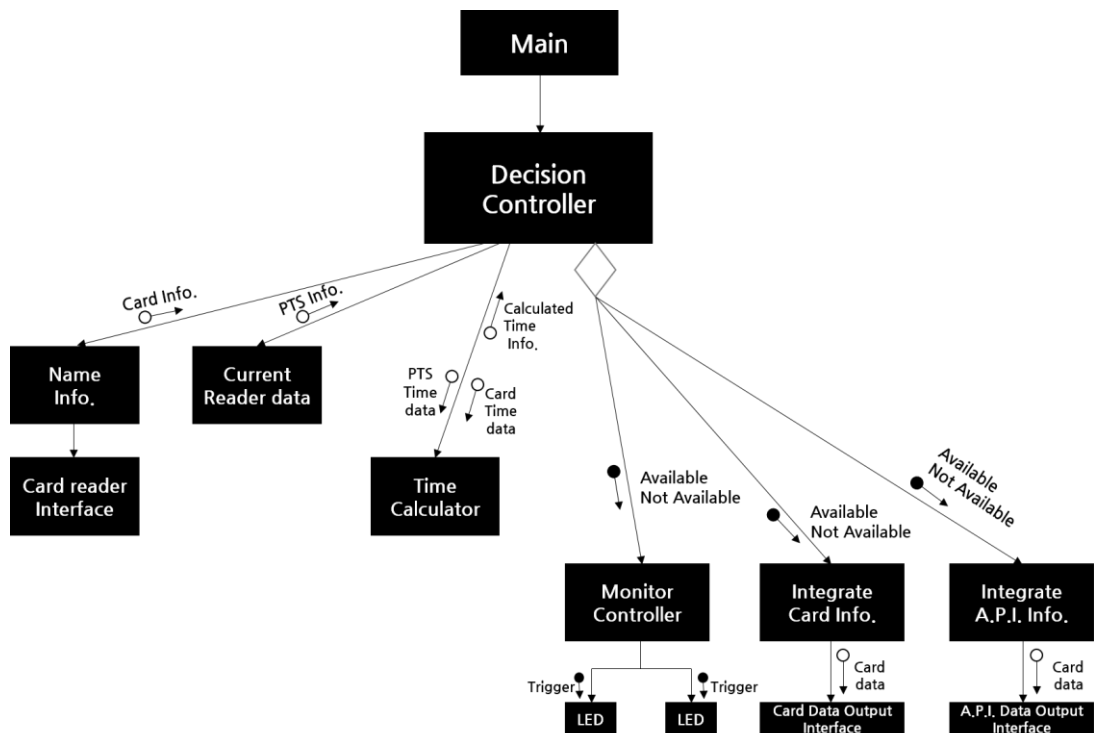 Main
Decision
Controller
Card Info.
PTS Info.
Calculated
Time
Info.
PTS
Time
data
Card
Time
data
Name
Info.
Current
Reader data
Card reader
Interface
Time
Calculator
Available
Not Available
Available
Not Available
Available
Not Available
Monitor
Controller
Integrate
Card Info.
Integrate
A.P.I. Info.
Trigger
Trigger
Card
data
Card
data
LED
LED
Card Data Output
Interface
A.P.I. Data Output
Interface